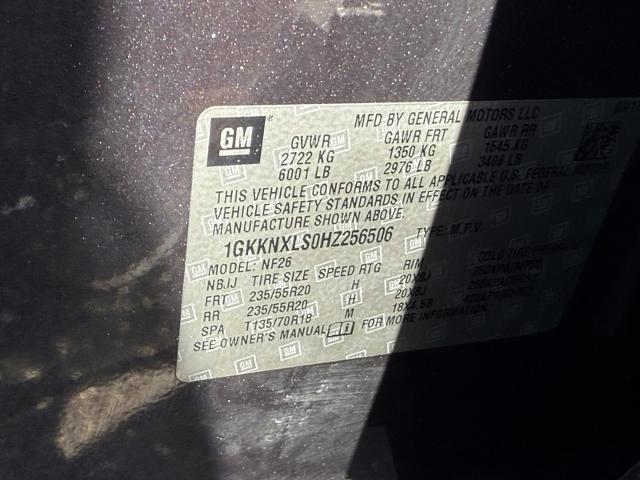 MFD BY GENERAL MOTORS LLC
GM
GVWR GAWR FRT GAWR RR
2722 KG 1350 KG 1545 KG
6001 LB 2976 LB 3406 LB
THIS VEHICLE CONFORMS TO ALL APPLICABLE U.S. FEDERAL
VEHICLE SAFETY STANDARDS IN EFFECT ON THE DATE OF
MANUFACTURE SHOWN ABOVE.
1GKKNXLS0HZ256506 TYPE: M.P.V
MODEL: NF26
NBJJ TIRE SIZE SPEED RTG RIM COLD TIRE
FRT 235/55R20 H 20X8J
RR 235/55R20 H 20X8J
SPA T135/70R18 M 18X4.5B
SEE OWNER'S MANUAL FOR MORE INFORMATION.